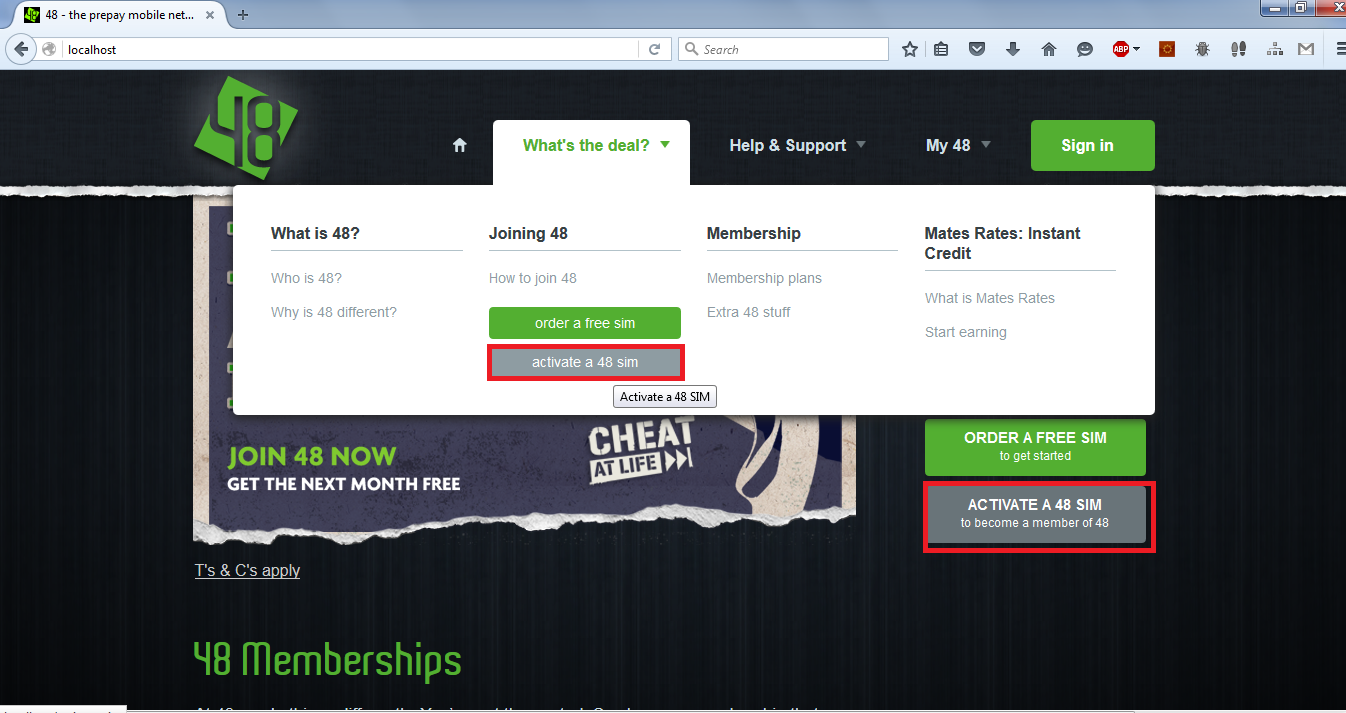 48 - the prepay mobile net...
localhost
Search
ABP
48
What's the deal?
Help & Support
My 48
Sign in
What is 48?
Who is 48?
Why is 48 different?
Joining 48
How to join 48
order a free sim
activate a 48 sim
Activate a 48 SIM
Membership
Membership plans
Extra 48 stuff
Mates Rates: Instant
Credit
What is Mates Rates
Start earning
JOIN 48 NOW
GET THE NEXT MONTH FREE
CHEAT
AT LIFE
ORDER A FREE SIM
to get started
ACTIVATE A 48 SIM
to become a member of 48
T's & C's apply
48 Memberships